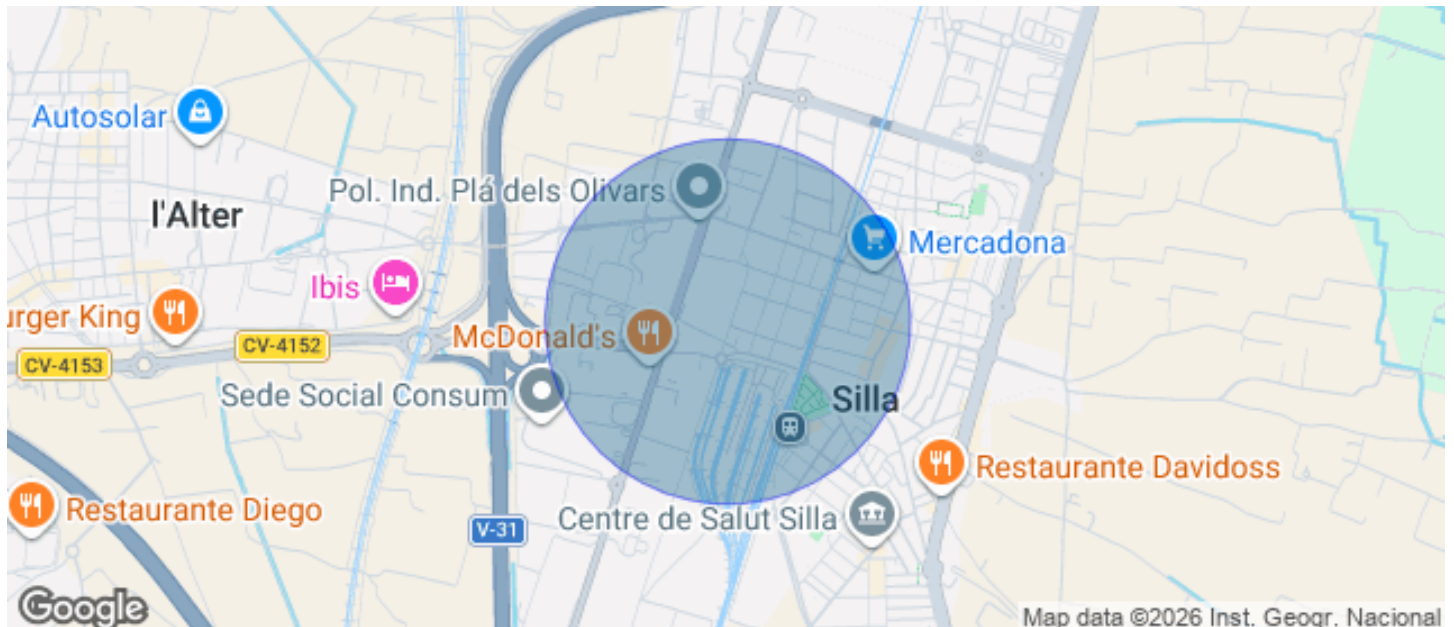 Autosolar
l'Alter
Pol. Ind. Plá dels Olivars
Mercadona
Ibis
urger King
CV-4152
McDonald's
CV-4153
Sede Social Consum
Silla
Restaurante Davidoss
Restaurante Diego
V-31
Centre de Salut Silla
Google
Map data ©2026 Inst. Geogr. Nacional